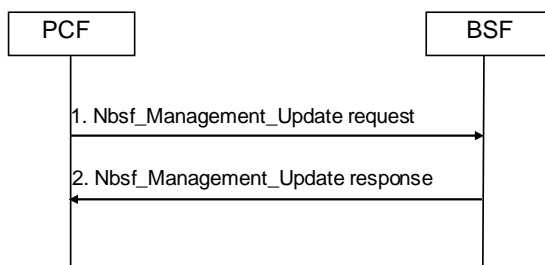 PCF
BSF
1. Nbsf_Management_Update request
2. Nbsf_Management_Update response